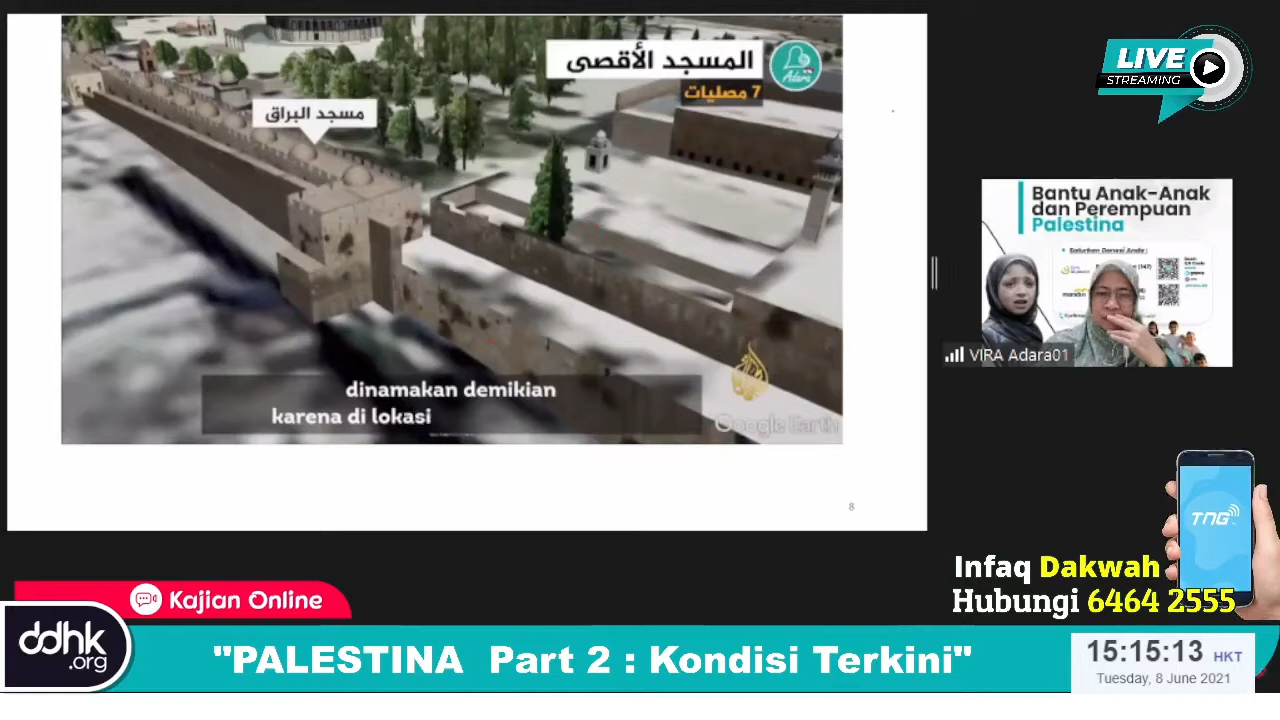 المسجد الأقصى
7 مصليات
Adara
مسجد البراق
dinamakan demikian
karena di lokasi
Google Earth
8
LIVE
STREAMING
Bantu Anak-Anak
dan Perempuan
Palestina
VIRA Adara01
TNG
Infaq Dakwah
Hubungi 6464 2555
Kajian Online
ddhk
.org
"PALESTINA Part 2 : Kondisi Terkini"
15:15:13 HKT
Tuesday, 8 June 2021